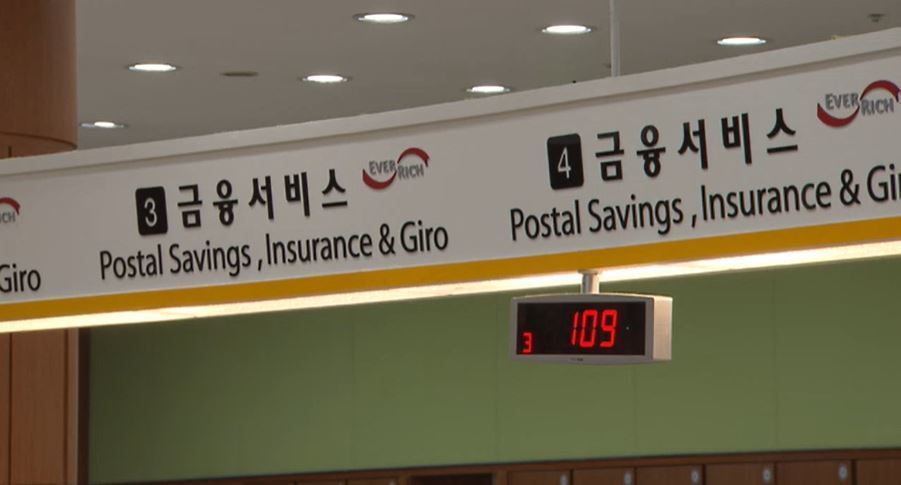 CH
Giro
3 금융서비스 EVER RICH
Postal Savings , Insurance & Giro
4 금융서비스 EVER RICH
Postal Savings , Insurance & Gi
3 109